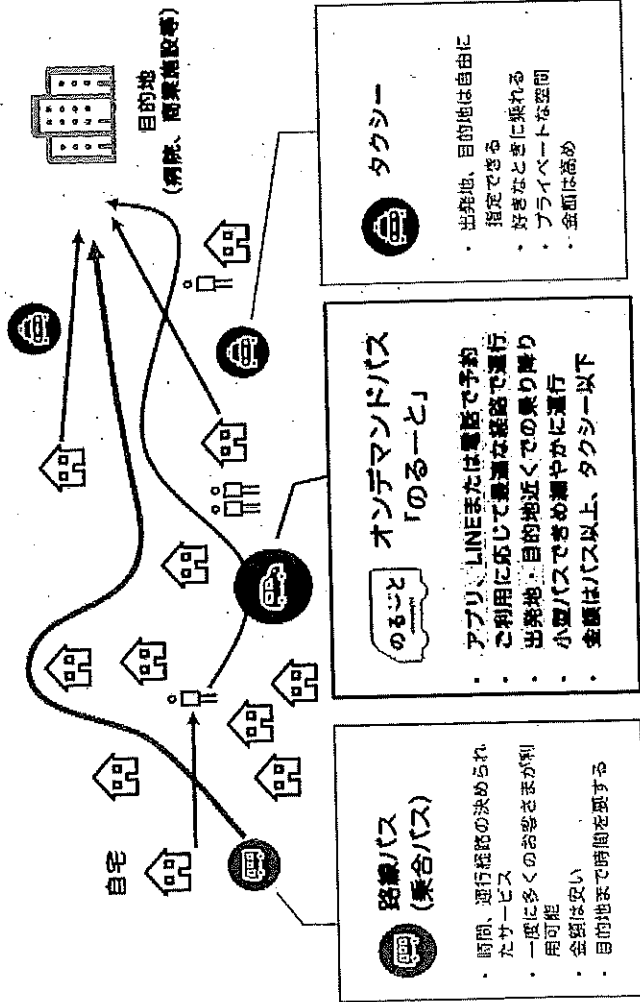 自宅
目的地
(病院、商業施設等)
路線バス
(乗合バス)
・時間、運行経路の決められ
たサービス
・一度に多くのお客さまが利
用可能
・金額は安い
・目的地まで時間を要する
のるーと
オンデマンドバス
「のるーと」
・アプリ、LINEまたは電話で予約
・ご利用に応じて最適な経路で運行
・出発地・目的地近くでの乗り降り
・小型バスできめ細やかに運行
・金額はバス以上、タクシー以下
タクシー
・出発地、目的地は自由に
指定できる
・好きなときに乗れる
・プライベートな空間
・金額は高め